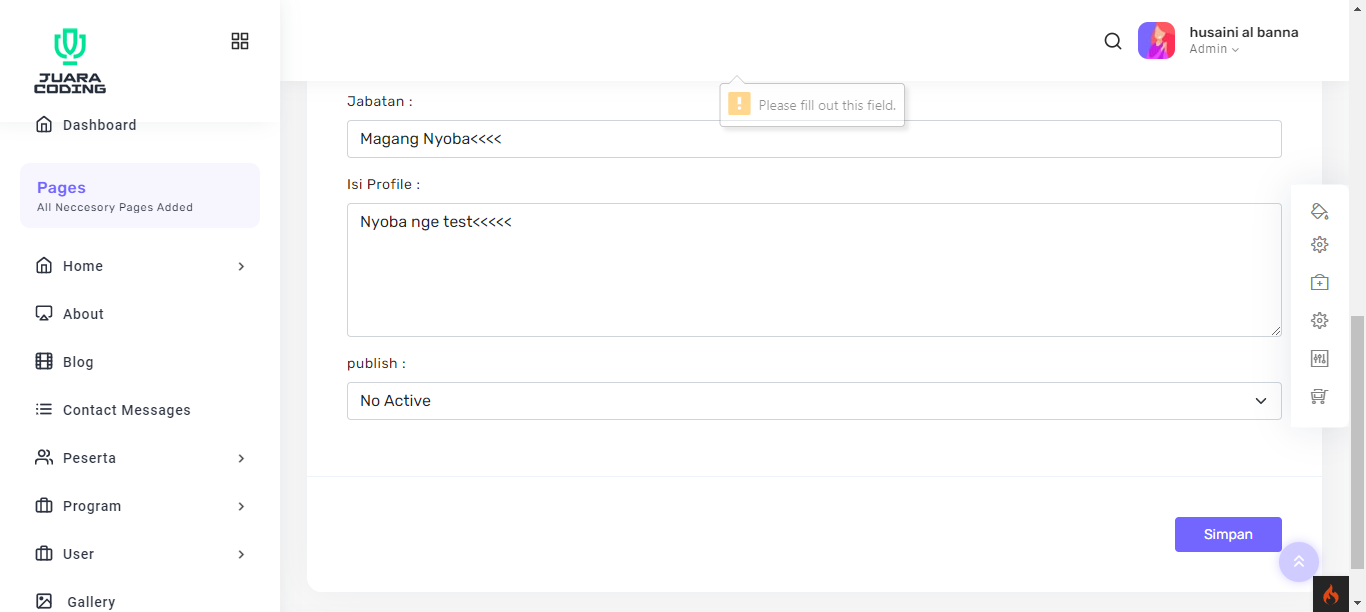 JUARA
CODING
husaini al banna
Admin
Dashboard
Pages
All Neccesory Pages Added
Home
About
Blog
Contact Messages
Peserta
Program
User
Gallery
Please fill out this field.
Jabatan :
Magang Nyoba<<<<
Isi Profile :
Nyoba nge test<<<<<
publish :
No Active
Simpan